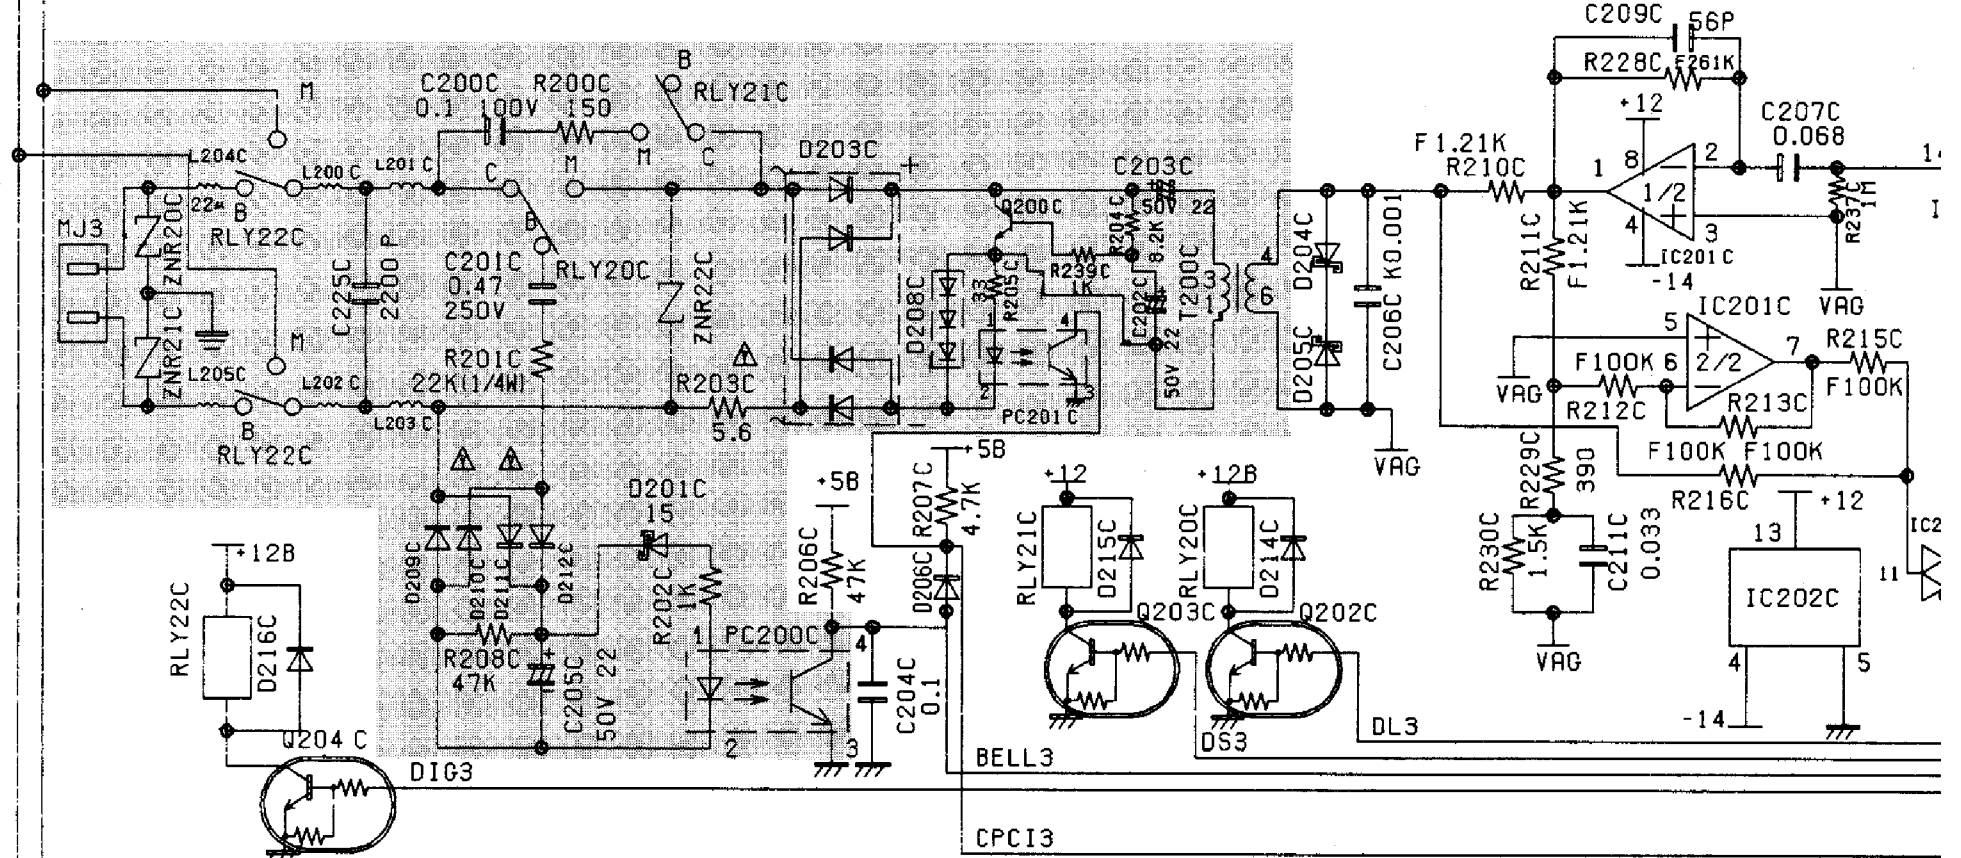 C209C 56P
R228C F261K
+12
C207C
0.068
C200C
0.1 100V
R200C
150
B
RLY21C
M
M
C
D203C
+
L204C
L200C
L201C
C
M
B
22µ
RLY22C
MJ3
ZNR20C
ZNR21C
C225C
2200P
C201C
0.47
250V
B
RLY20C
R201C
22K(1/4W)
ZNR22C
R203C
5.6
M
L205C
L202C
L203C
B
RLY22C
Q200C
R204C
8.2K
C203C
50V 22
R239C
1K
33
R205C
D208C
C202C
50V 22
T200C
3
1
4
6
1
4
2
3
PC201C
D204C
D205C
C206C K0.001
VAG
F1.21K
R210C
1
8
2
1/2
4
3
IC201C
-14
R237C
1M
VAG
R211C
F1.21K
IC201C
5
6
2/2
7
VAG
F100K
R212C
R213C
F100K
R215C
F100K
F100K
R216C
R229C
390
R230C
1.5K
C211C
0.033
VAG
13
+12
IC202C
4
5
-14
11
IC2
+5B
R207C
4.7K
+5B
R206C
47K
D206C
D201C
15
R202C
1K
D209C
D210C
D211C
D212C
R208C
47K
+
C205C
50V 22
1
PC200C
4
2
3
C204C
0.1
+12
RLY21C
D215C
Q203C
+12B
RLY20C
D214C
Q202C
+12B
RLY22C
D216C
Q204C
DIG3
DS3
DL3
BELL3
CPCI3